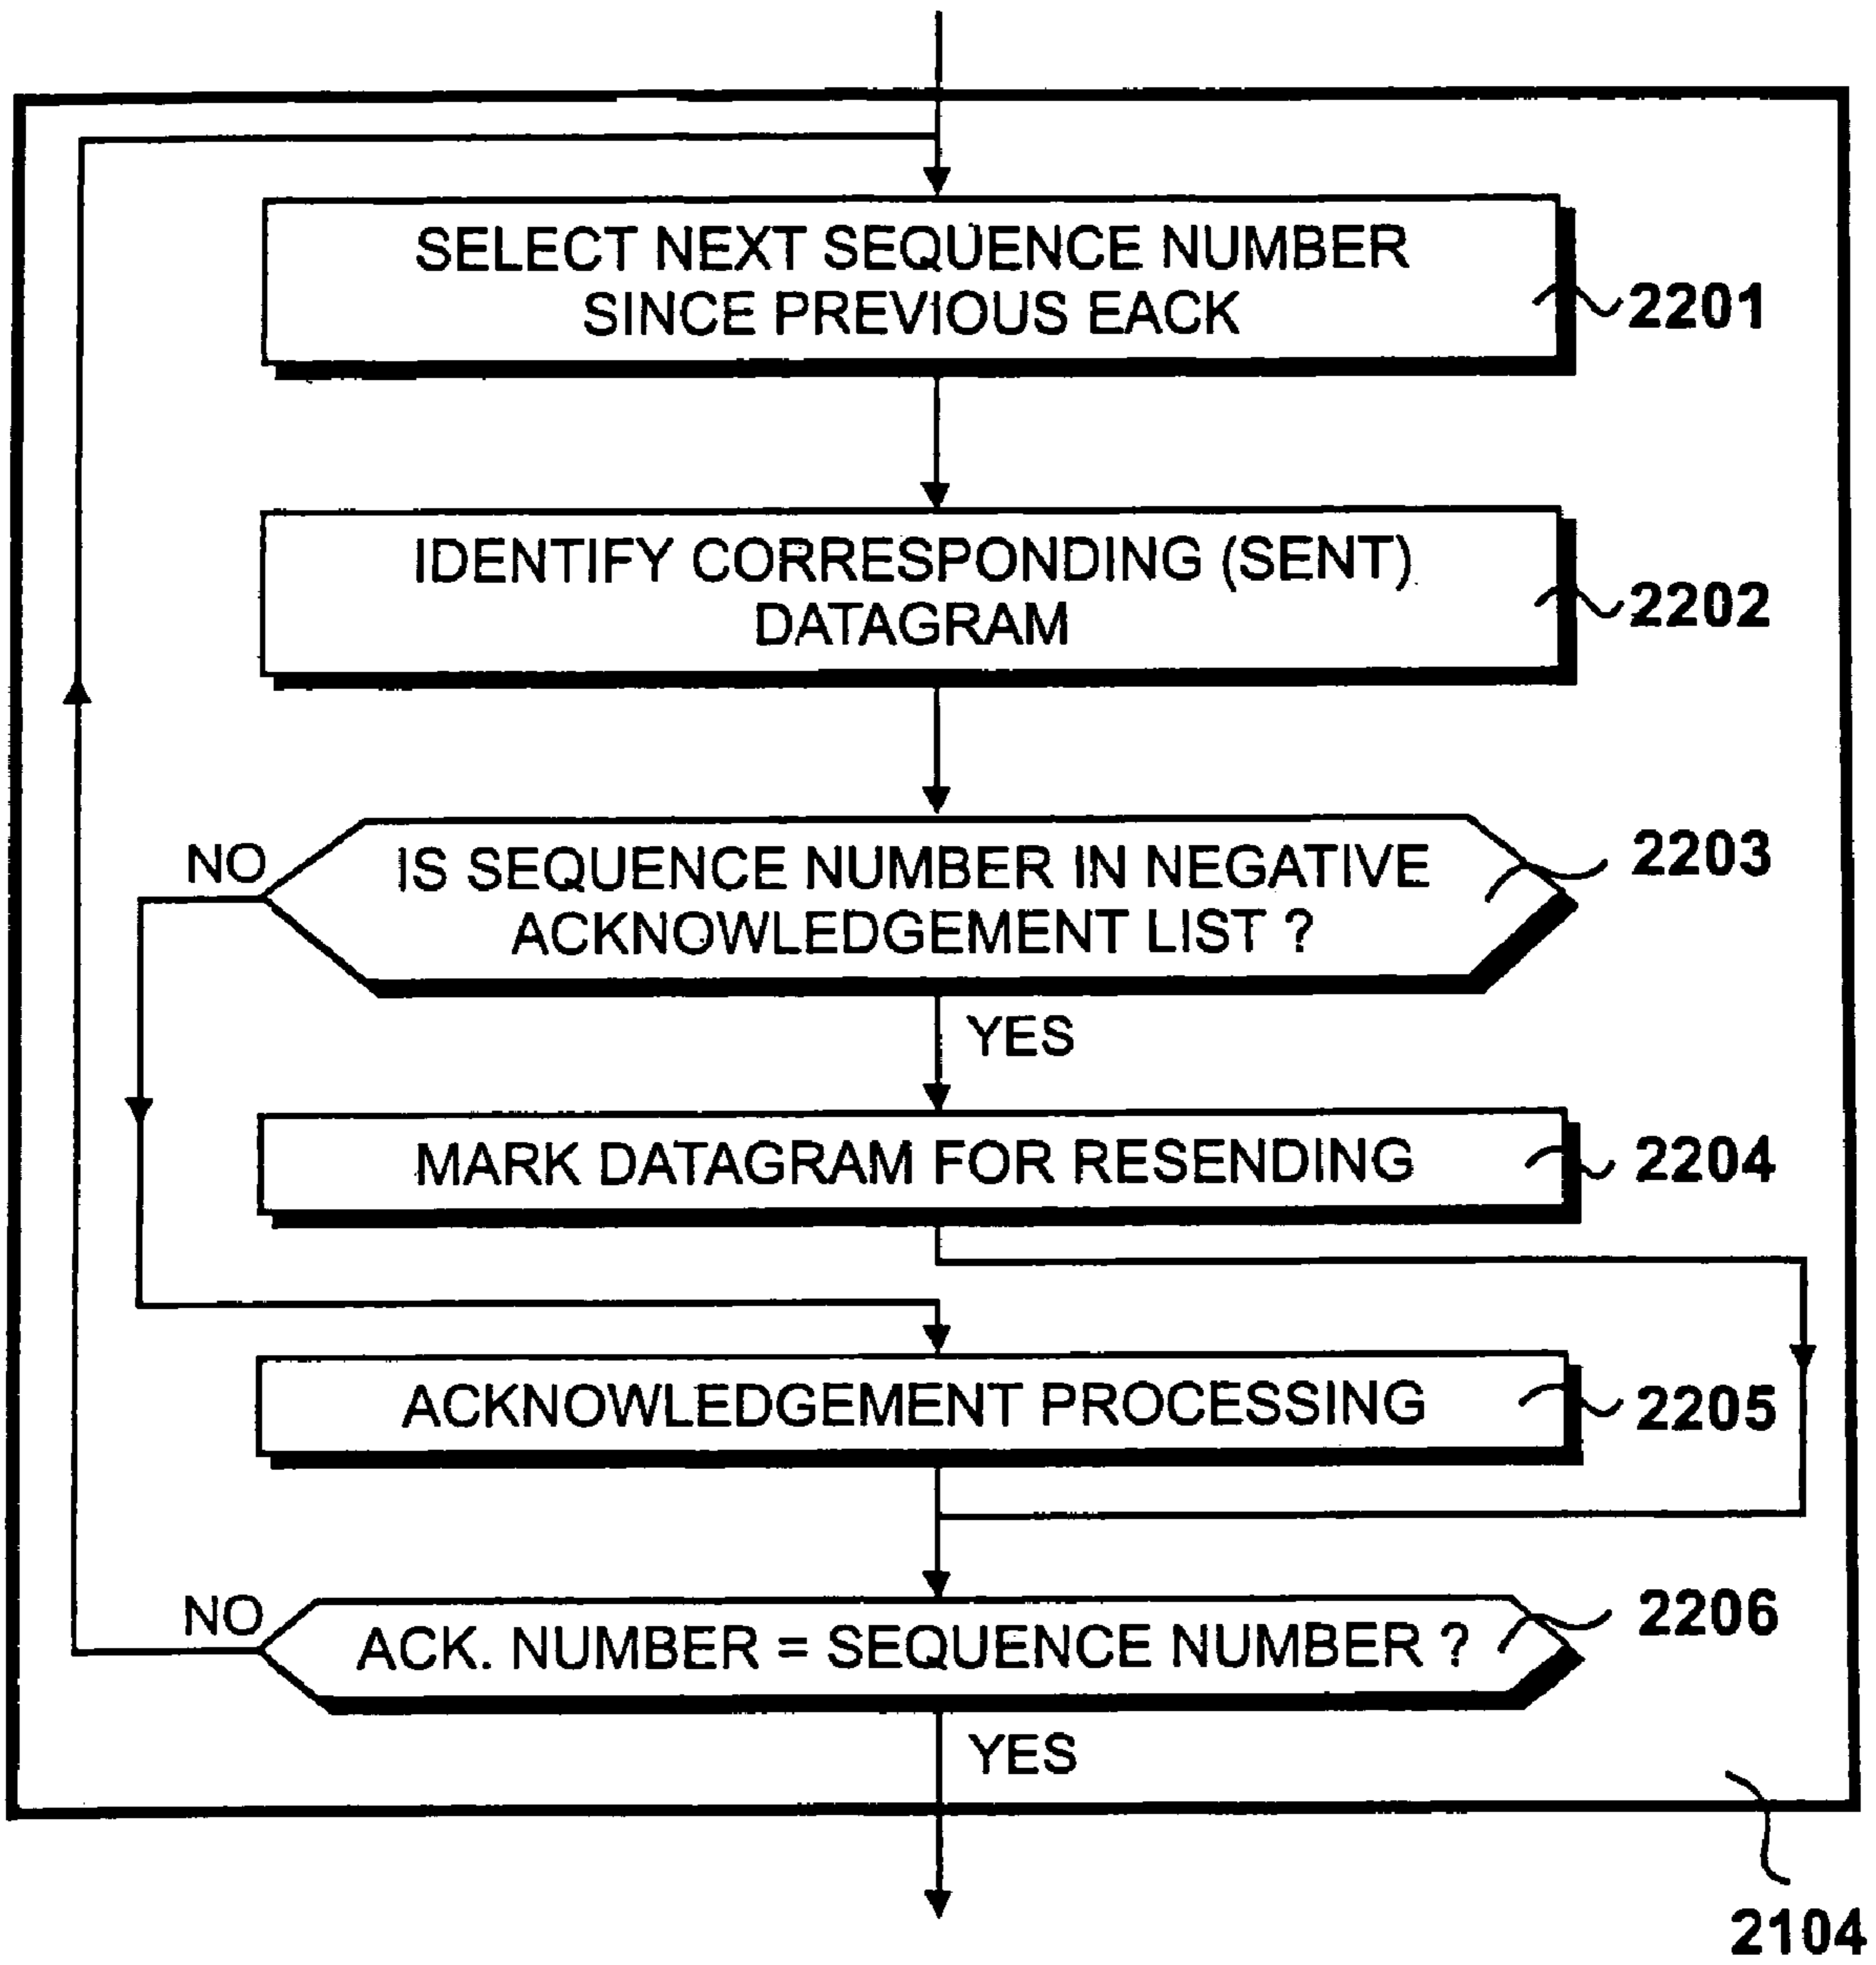 SELECT NEXT SEQUENCE NUMBER
SINCE PREVIOUS EACK
2201
IDENTIFY CORRESPONDING (SENT)
DATAGRAM
2202
NO
IS SEQUENCE NUMBER IN NEGATIVE
ACKNOWLEDGEMENT LIST ?
2203
YES
MARK DATAGRAM FOR RESENDING
2204
ACKNOWLEDGEMENT PROCESSING
2205
NO
ACK. NUMBER = SEQUENCE NUMBER ?
2206
YES
2104